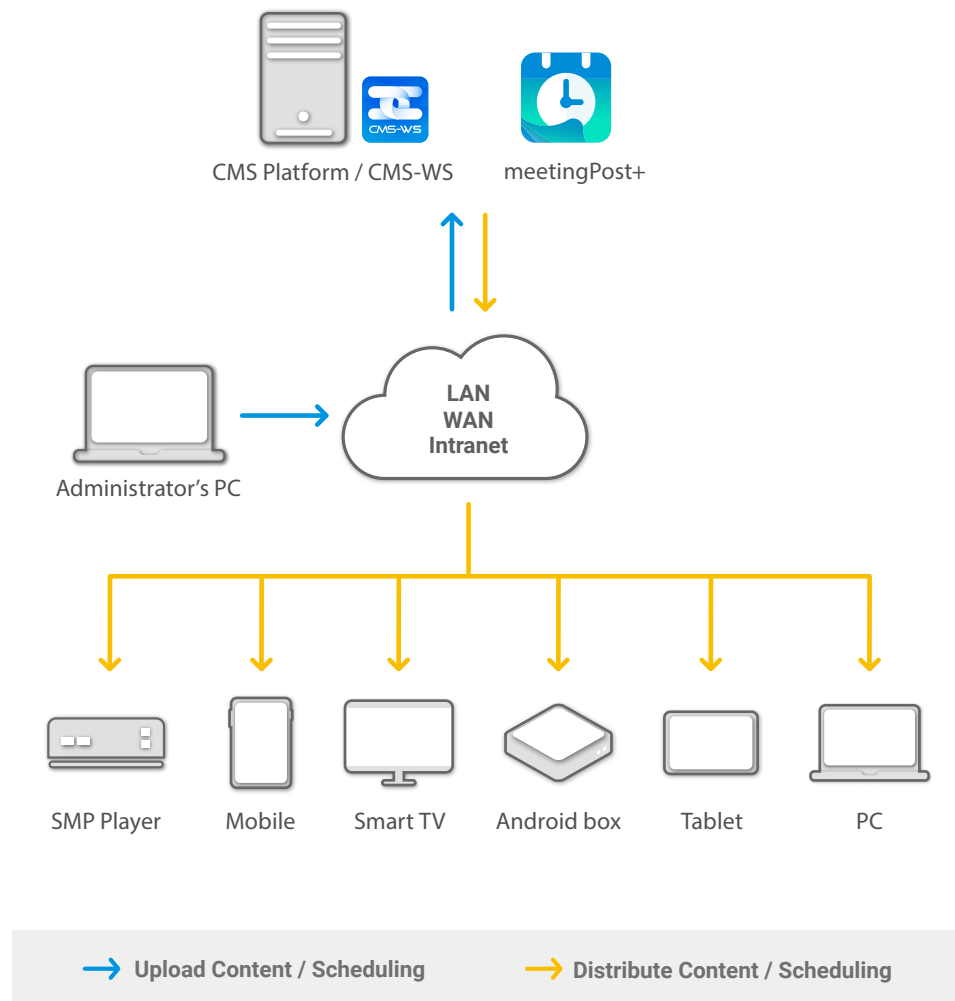 CMS-WS
CMS Platform / CMS-WS
meetingPost+
LAN
WAN
Intranet
Administrator’s PC
SMP Player
Mobile
Smart TV
Android box
Tablet
PC
Upload Content / Scheduling
Distribute Content / Scheduling